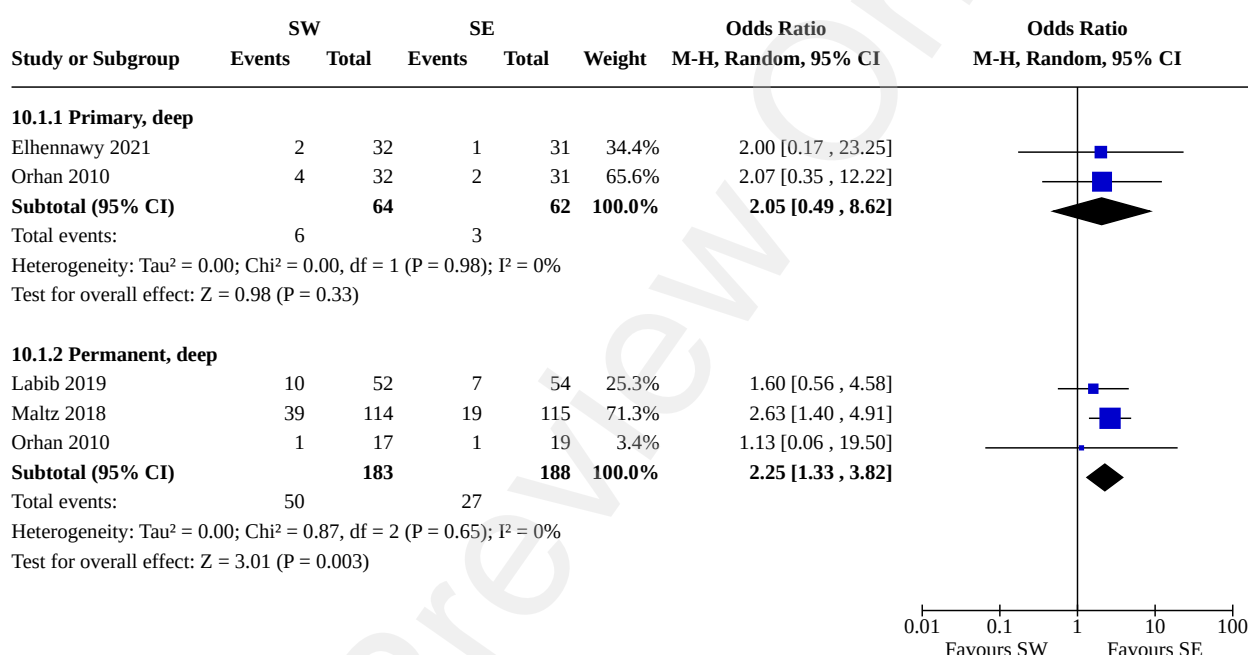 SW SE Odds Ratio Odds Ratio
Study or Subgroup Events Total Events Total Weight M-H, Random, 95% CI M-H, Random, 95% CI
10.1.1 Primary, deep
Elhennawy 2021 2 32 1 31 34.4% 2.00 [0.17 , 23.25]
Orhan 2010 4 32 2 31 65.6% 2.07 [0.35 , 12.22]
Subtotal (95% CI) 64 62 100.0% 2.05 [0.49 , 8.62]
Total events: 6 3
Heterogeneity: Tau² = 0.00; Chi² = 0.00, df = 1 (P = 0.98); I² = 0%
Test for overall effect: Z = 0.98 (P = 0.33)
10.1.2 Permanent, deep
Labib 2019 10 52 7 54 25.3% 1.60 [0.56 , 4.58]
Maltz 2018 39 114 19 115 71.3% 2.63 [1.40 , 4.91]
Orhan 2010 1 17 1 19 3.4% 1.13 [0.06 , 19.50]
Subtotal (95% CI) 183 188 100.0% 2.25 [1.33 , 3.82]
Total events: 50 27
Heterogeneity: Tau² = 0.00; Chi² = 0.87, df = 2 (P = 0.65); I² = 0%
Test for overall effect: Z = 3.01 (P = 0.003)
0.01 0.1 1 10 100
Favours SW Favours SE
Preview